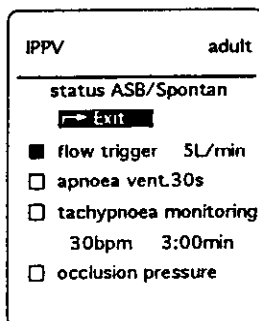 IPPV adult
status ASB/Spontan
Exit
flow trigger 5L/min
apnoea vent.30s
tachypnoea monitoring
30bpm 3:00min
occlusion pressure